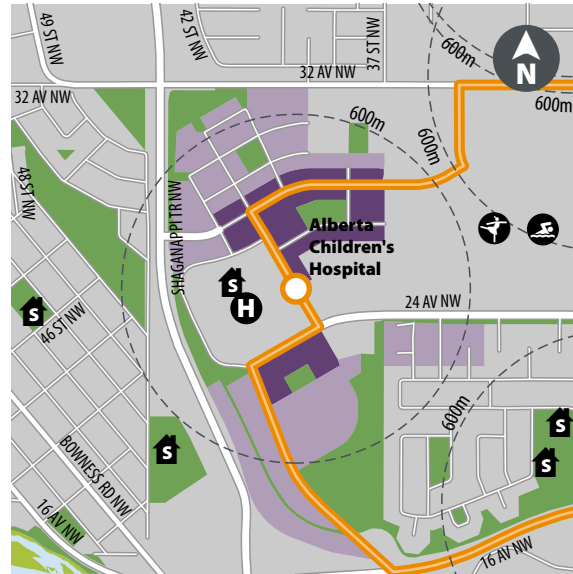 49 ST NW
42 ST NW
37 ST NW
600m
N
32 AV NW
32 AV NW
600m
600m
600m
48 ST NW
SHAGANAPPI TR NW
Alberta
Children's
Hospital
S
H
24 AV NW
S
46 ST NW
600m
S
S
S
BOWNESS RD NW
16 AV NW
16 AV NW